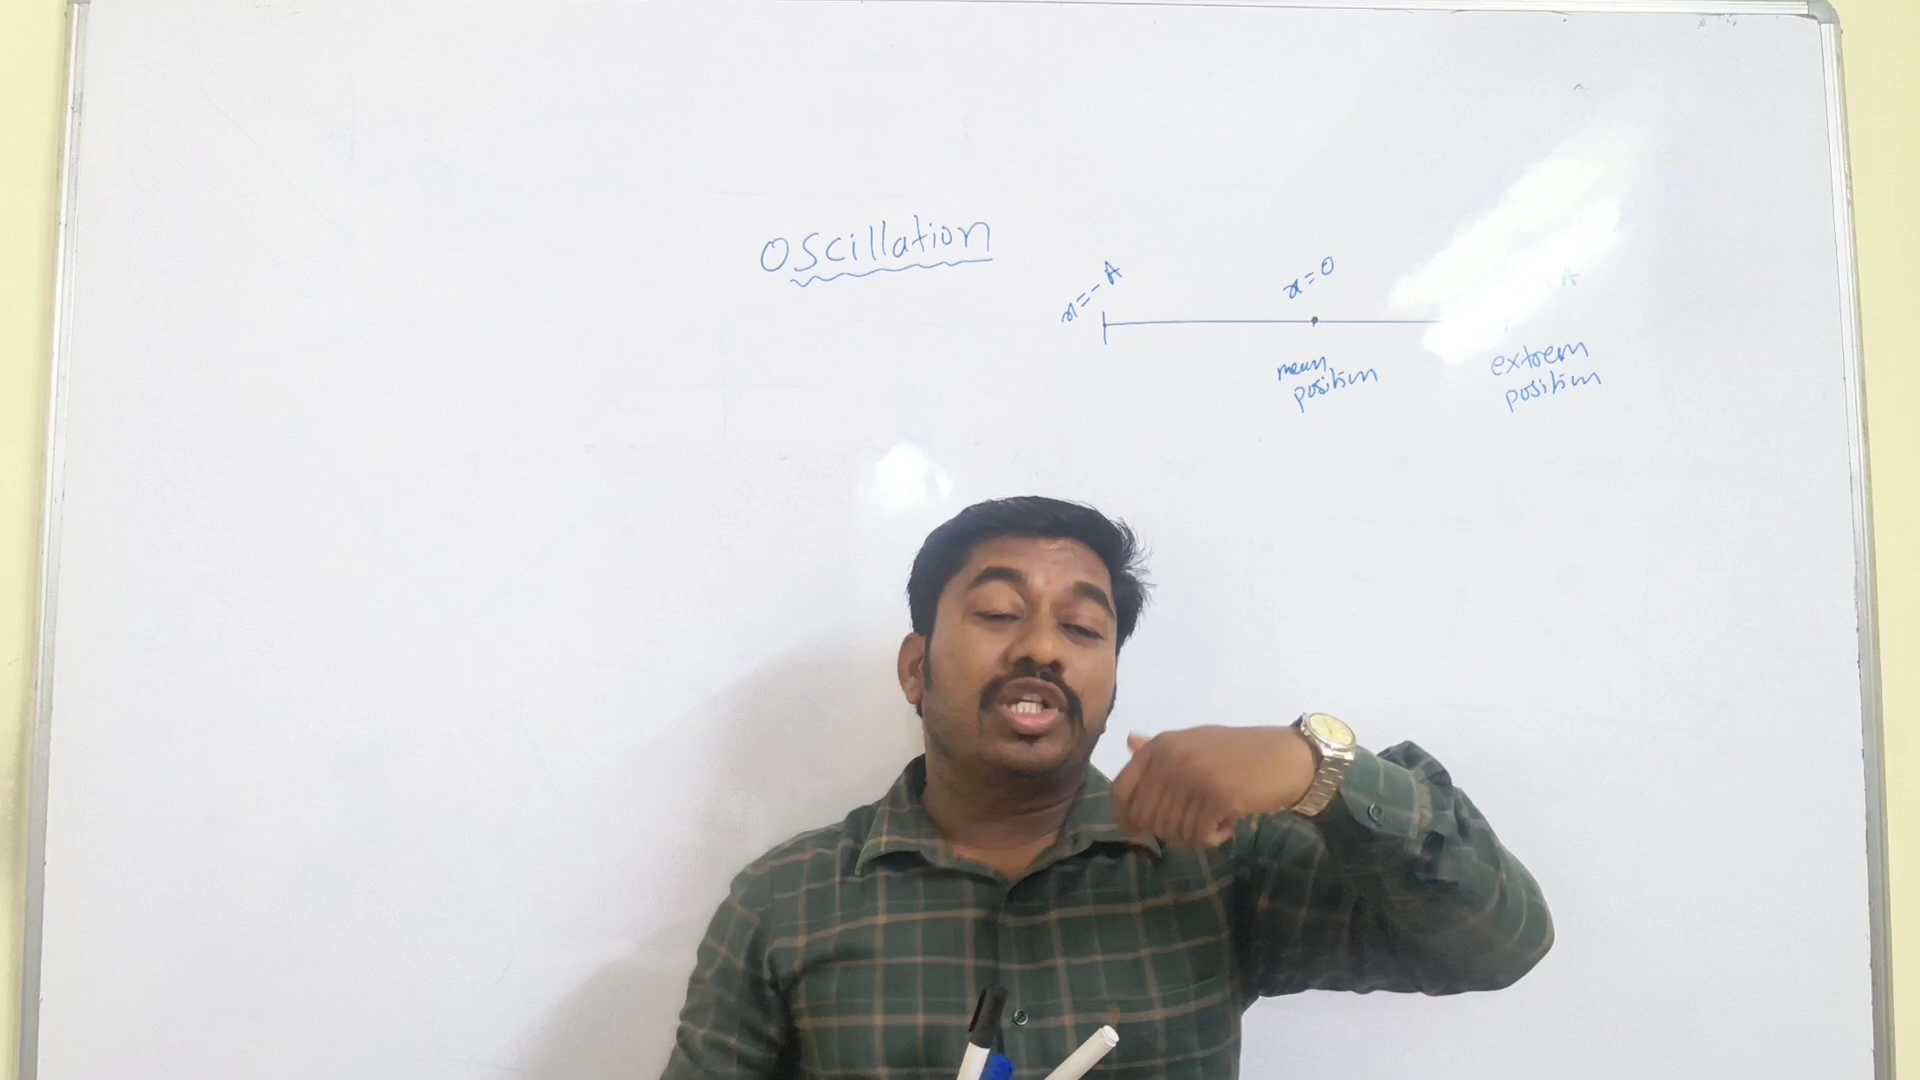 Oscillation
x=-A
x=0
A
mean
position
extrem
position